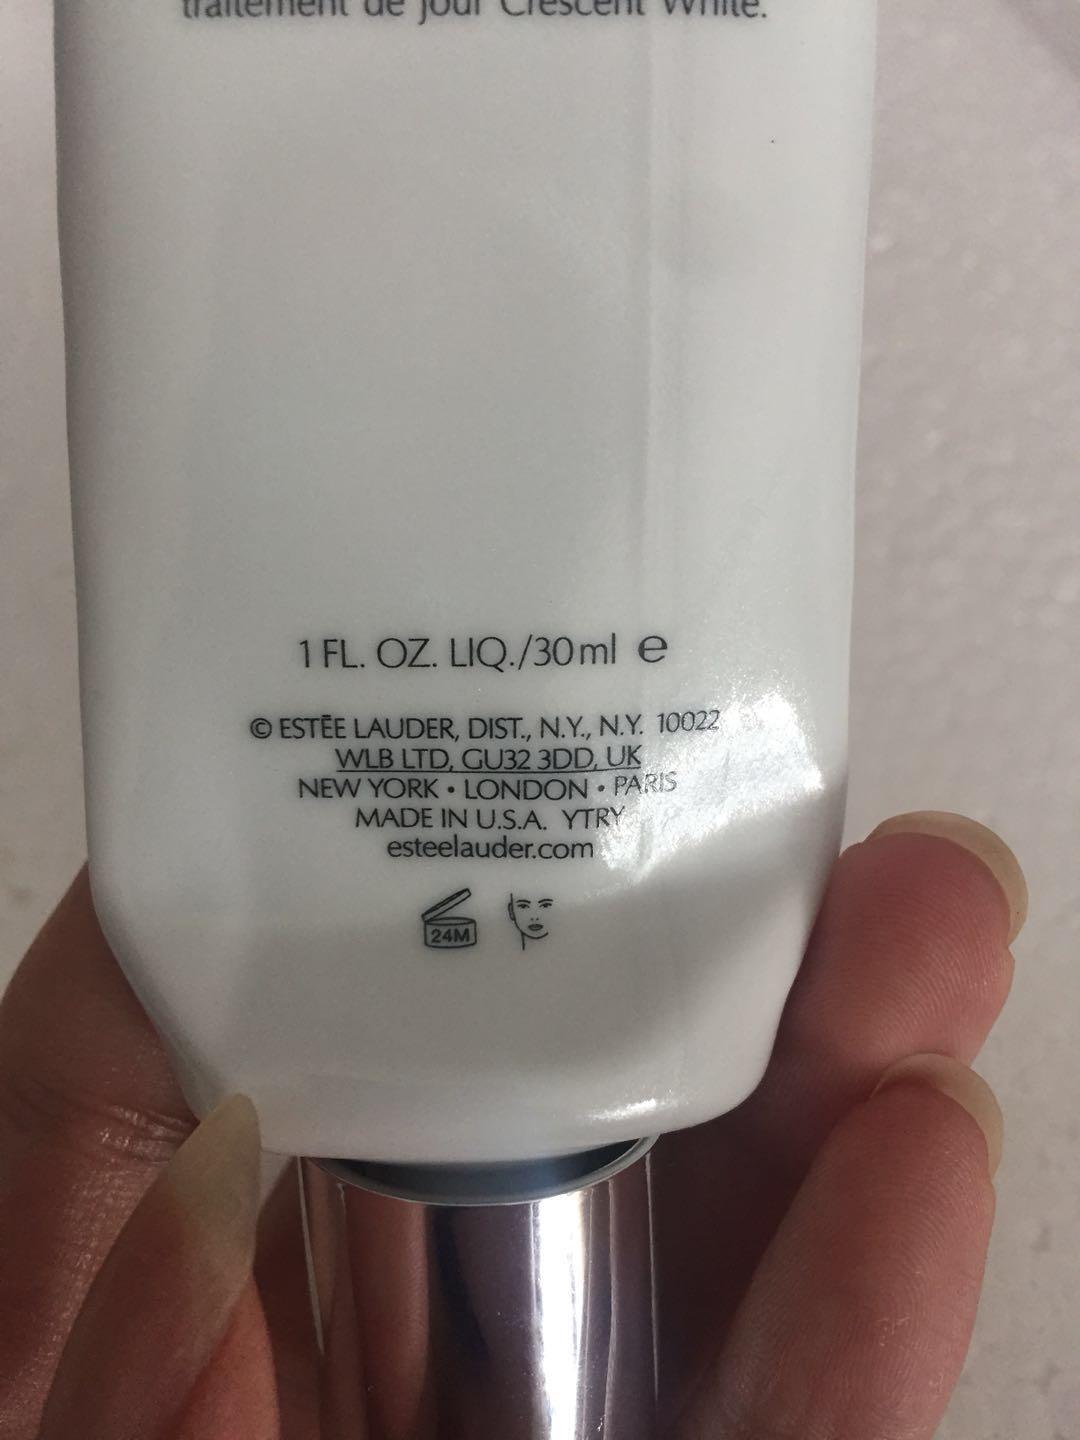 traitement de jour Crescent White.
1 FL. OZ. LIQ./30ml ℮
© ESTĒE LAUDER, DIST., N.Y., N.Y. 10022
WLB LTD, GU32 3DD, UK
NEW YORK • LONDON • PARIS
MADE IN U.S.A. YTRY
esteelauder.com
24M